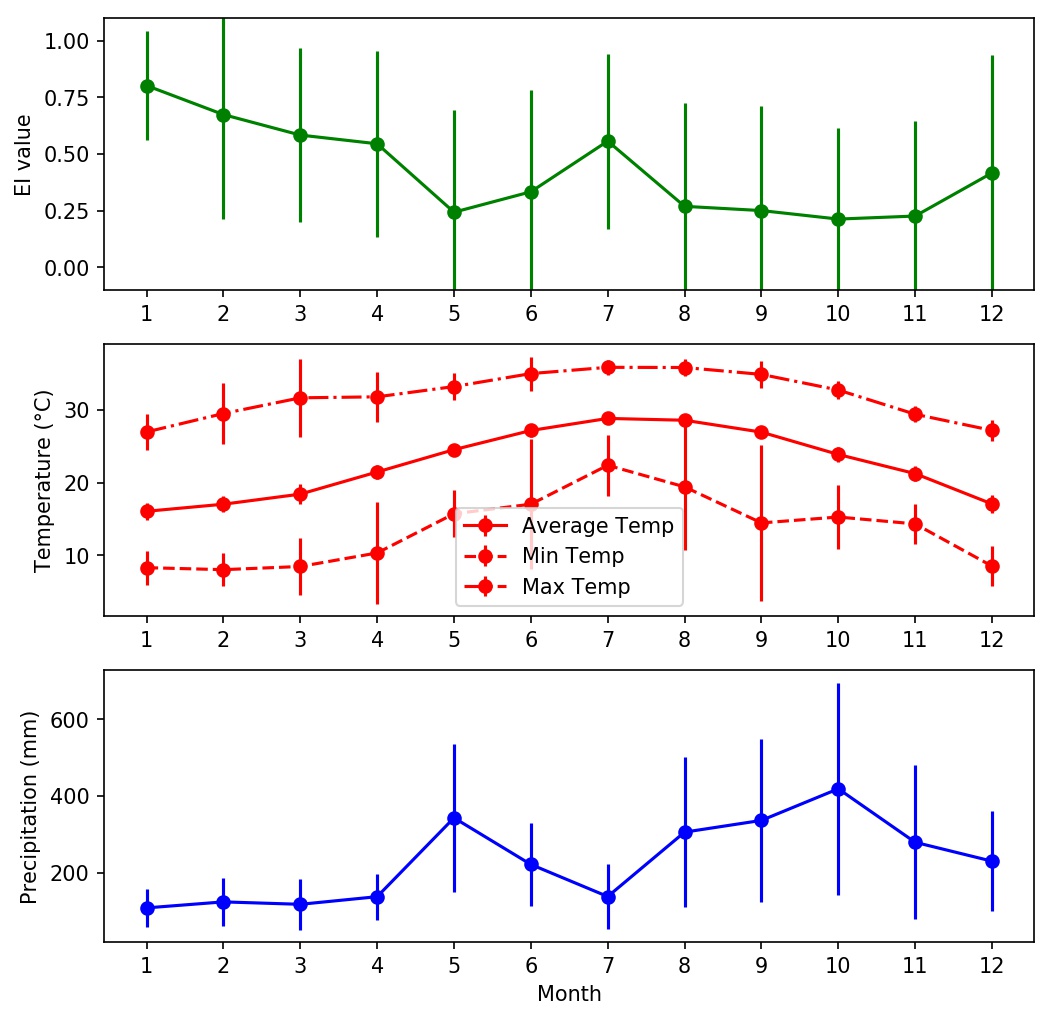 EI value
1.00
0.75
0.50
0.25
0.00
1 2 3 4 5 6 7 8 9 10 11 12
Temperature (°C)
30
20
10
Average Temp
Min Temp
Max Temp
1 2 3 4 5 6 7 8 9 10 11 12
Precipitation (mm)
600
400
200
1 2 3 4 5 6 7 8 9 10 11 12
Month